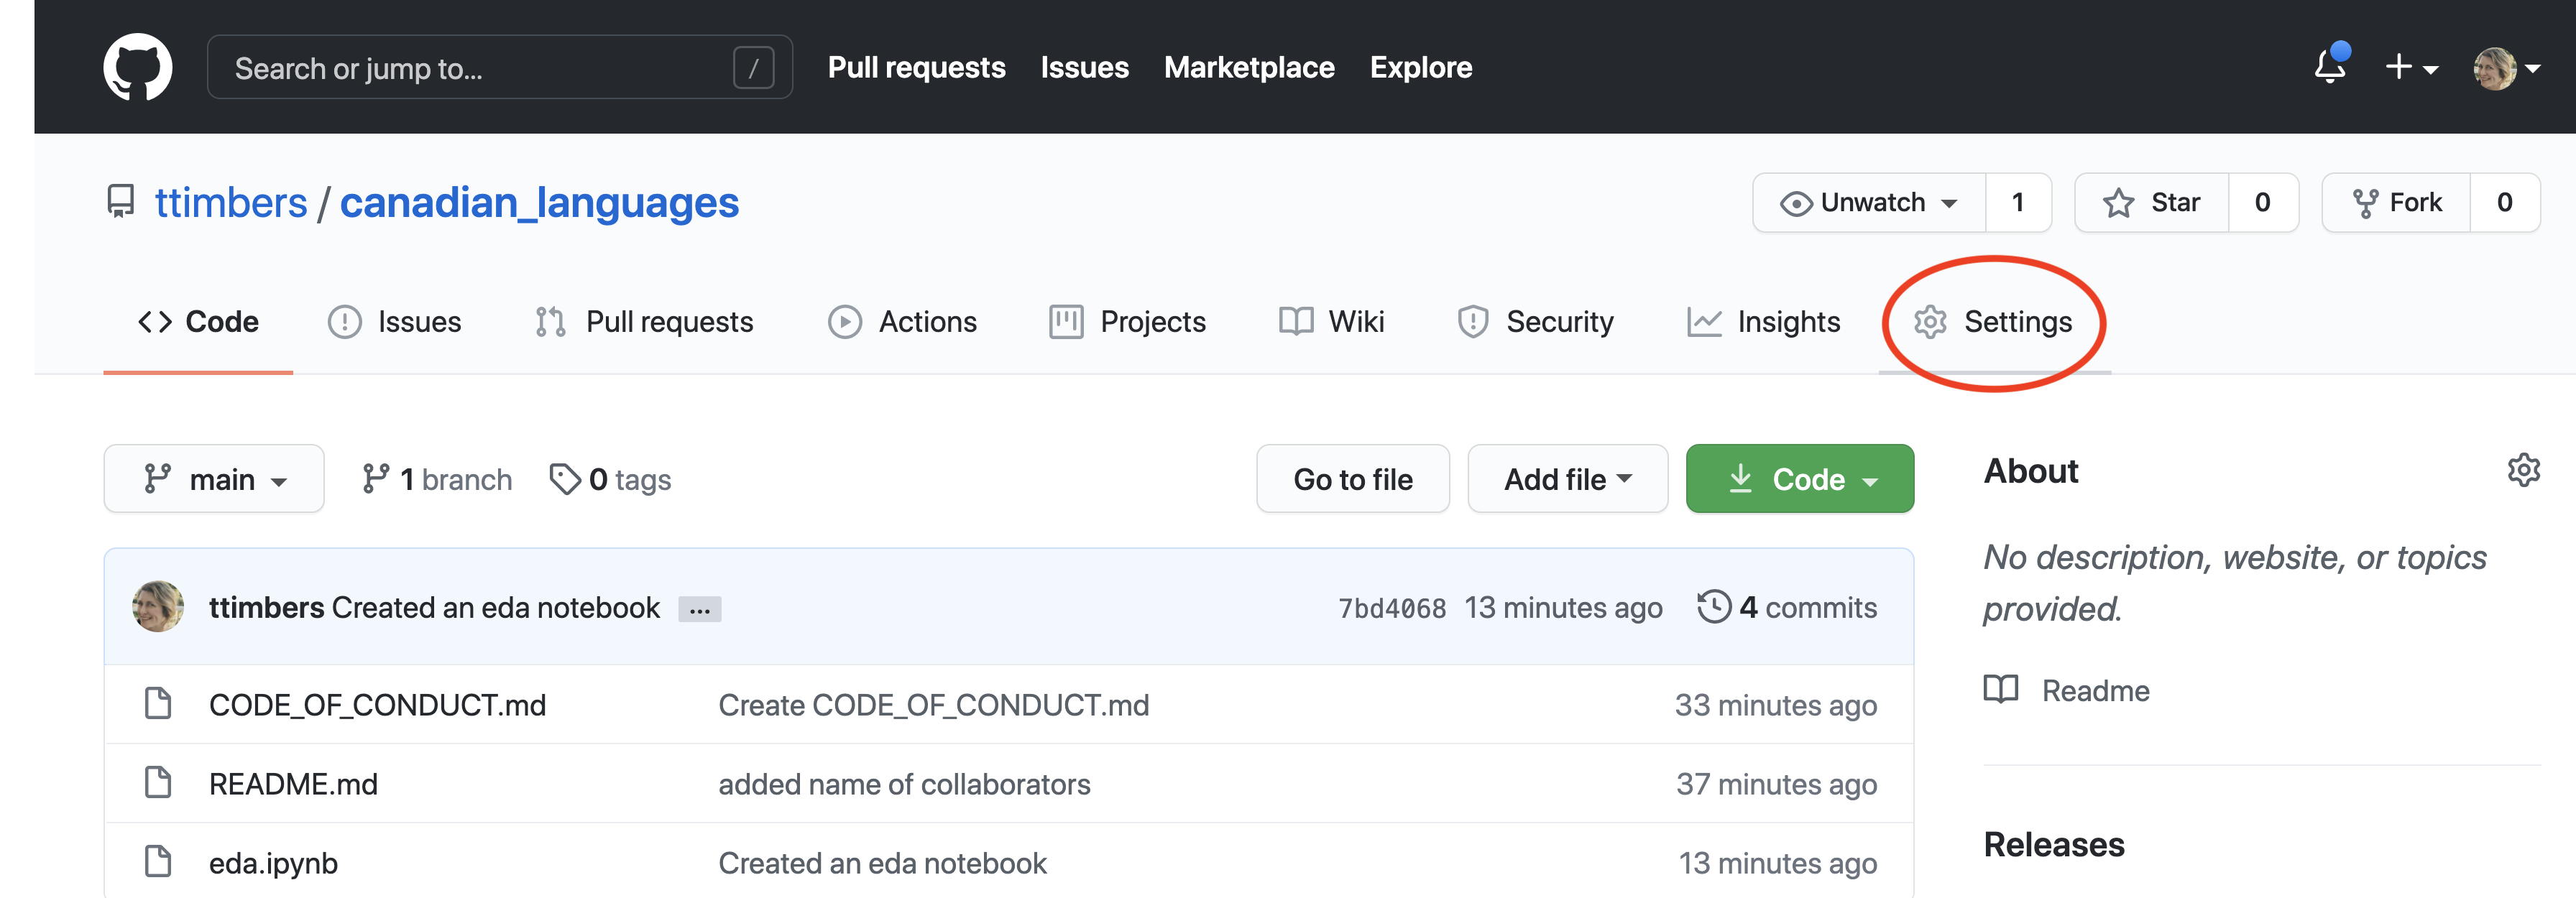 Search or jump to... / Pull requests Issues Marketplace Explore
ttimbers / canadian_languages Unwatch 1 Star 0 Fork 0
Code Issues Pull requests Actions Projects Wiki Security Insights Settings
main 1 branch 0 tags Go to file Add file Code About
No description, website, or topics
provided.
ttimbers Created an eda notebook ... 7bd4068 13 minutes ago 4 commits
CODE_OF_CONDUCT.md Create CODE_OF_CONDUCT.md 33 minutes ago
Readme
README.md added name of collaborators 37 minutes ago
eda.ipynb Created an eda notebook 13 minutes ago
Releases